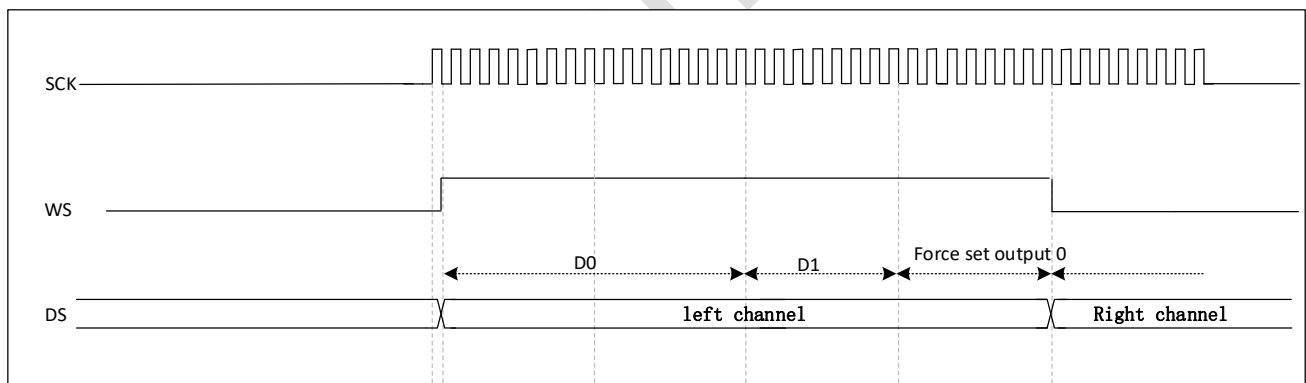 SCK
WS
D0
D1
Force set output 0
DS
left channel
Right channel